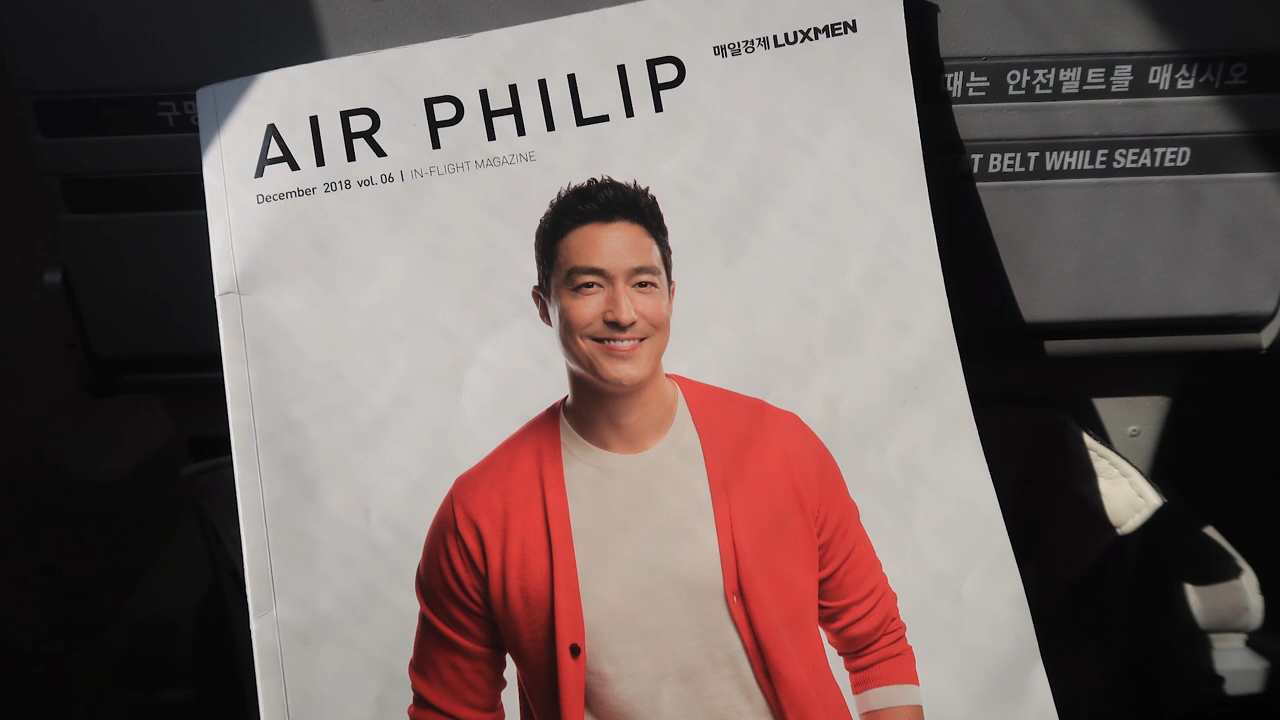 매일경제 LUXMEN
AIR PHILIP
December 2018 vol. 06 | IN-FLIGHT MAGAZINE
때는 안전벨트를 매십시오
BELT WHILE SEATED